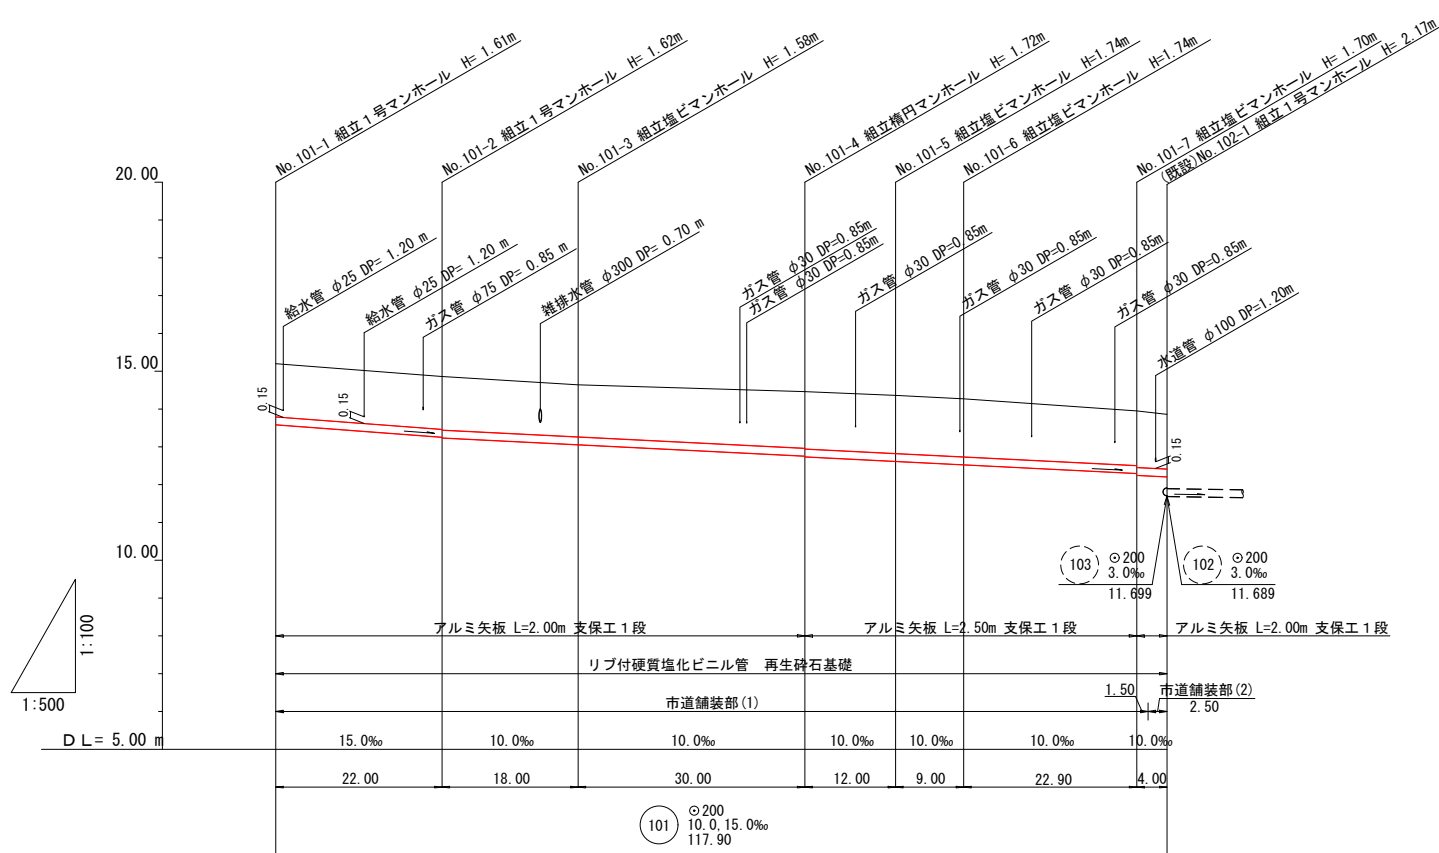 No.101-1 組立１号マンホール H= 1.61m
No.101-2 組立１号マンホール H= 1.62m
No.101-3 組立塩ビマンホール H= 1.58m
No.101-4 組立楕円マンホール H= 1.72m
No.101-5 組立塩ビマンホール H=1.74m
No.101-6 組立塩ビマンホール H=1.74m
No.101-7 組立塩ビマンホール H= 1.70m
(既設)No.102-1 組立１号マンホール H= 2.17m
20.00
15.00
10.00
給水管 φ25 DP= 1.20 m
給水管 φ25 DP= 1.20 m
ガス管 φ75 DP= 0.85 m
雑排水管 φ300 DP= 0.70 m
ガス管 φ30 DP=0.85m
ガス管 φ30 DP=0.85m
ガス管 φ30 DP=0.85m
ガス管 φ30 DP=0.85m
ガス管 φ30 DP=0.85m
ガス管 φ30 DP=0.85m
水道管 φ100 DP=1.20m
0.15
0.15
0.15
103
⊙200
3.0‰
11.699
102
⊙200
3.0‰
11.689
1:100
1:500
アルミ矢板 L=2.00m 支保工１段
アルミ矢板 L=2.50m 支保工１段
アルミ矢板 L=2.00m 支保工１段
リブ付硬質塩化ビニル管 再生砕石基礎
市道舗装部(1)
1.50
市道舗装部(2)
2.50
ＤＬ= 5.00 m
15.0‰
10.0‰
10.0‰
10.0‰
10.0‰
10.0‰
10.0‰
22.00
18.00
30.00
12.00
9.00
22.90
4.00
101
⊙200
10.0,15.0‰
117.90